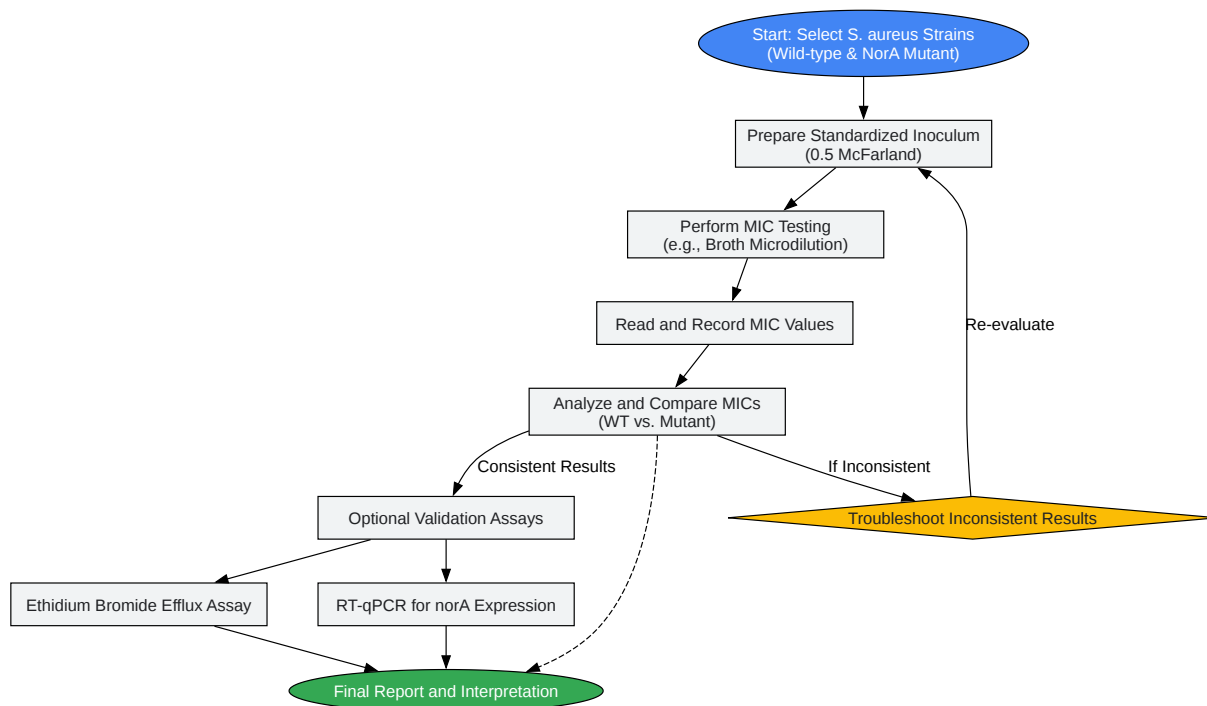 Start: Select S. aureus Strains
(Wild-type & NorA Mutant)
Prepare Standardized Inoculum
(0.5 McFarland)
Perform MIC Testing
(e.g., Broth Microdilution)
Re-evaluate
Read and Record MIC Values
Analyze and Compare MICs
(WT vs. Mutant)
Consistent Results
If Inconsistent
Optional Validation Assays
Troubleshoot Inconsistent Results
Ethidium Bromide Efflux Assay
RT-qPCR for norA Expression
Final Report and Interpretation